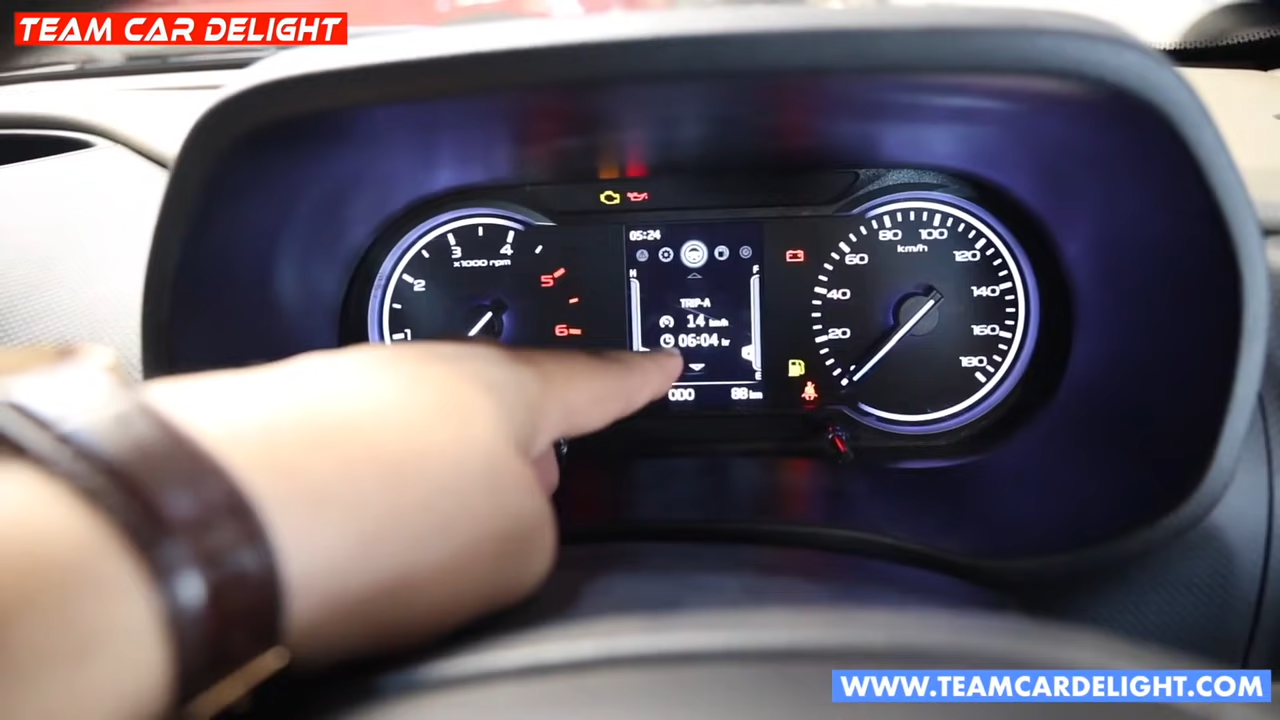 TEAM CAR DELIGHT
05:24
3 4
x1000 rpm
2
5
1
6
H F
TRIP-A
14 km/h
06:04 hr
E
ODO 88 km
80 100
km/h
60 120
40 140
20 160
180
WWW.TEAMCARDELIGHT.COM